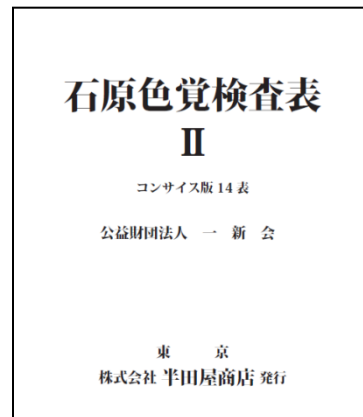 石原色覚検査表
II
コンサイス版14表
公益財団法人 一 新 会
東 京
株式会社 半田屋商店 発行